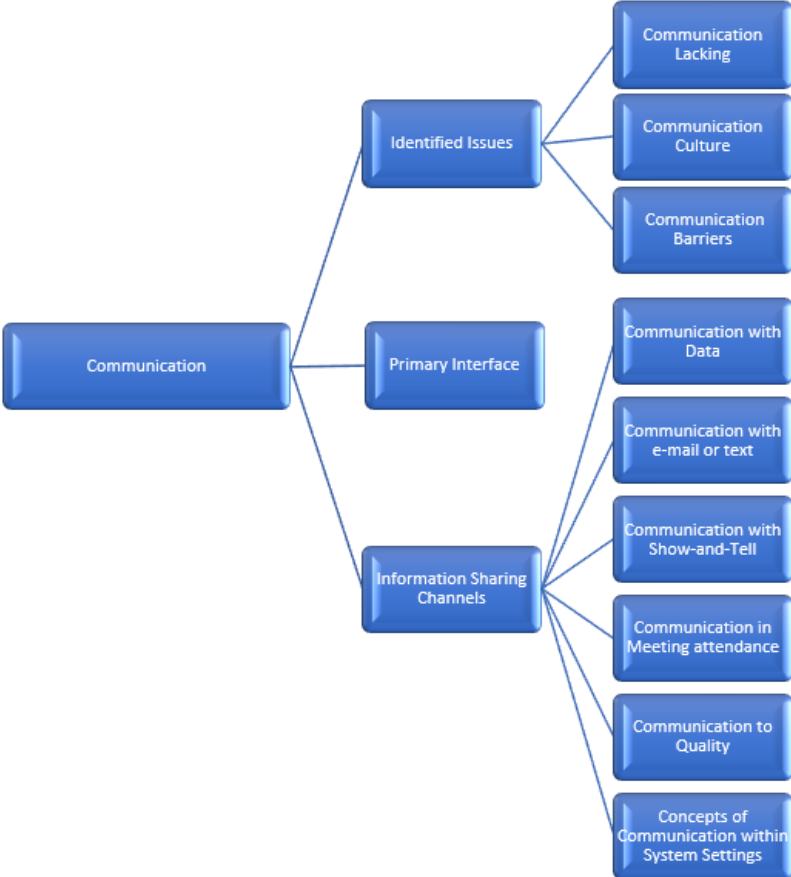 Communication
Identified Issues
Communication
Lacking
Communication
Culture
Communication
Barriers
Primary Interface
Information Sharing
Channels
Communication with
Data
Communication with
e-mail or text
Communication with
Show-and-Tell
Communication in
Meeting attendance
Communication to
Quality
Concepts of
Communication within
System Settings